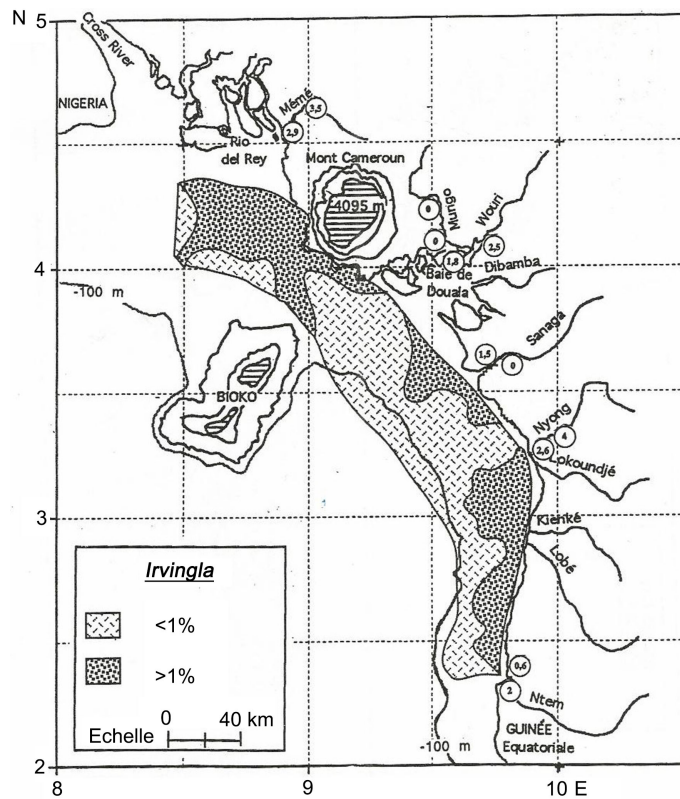 N
5
Cross River
NIGERIA
Rio
del Rey
Mémé
3,5
2,9
Mont Cameroun
4095 m
Mungo
0
0
Wouri
2,5
1,8
Baie de
Douala
Dibamba
4
-100 m
Sanaga
1,5
0
BIOKO
Nyong
4
2,6
Lokoundjé
3
Kienké
Lobé
Irvingla
<1%
>1%
Echelle
0 40 km
0,6
2
Ntem
GUINÉE
Equatoriale
-100 m
2
8 9 10 E